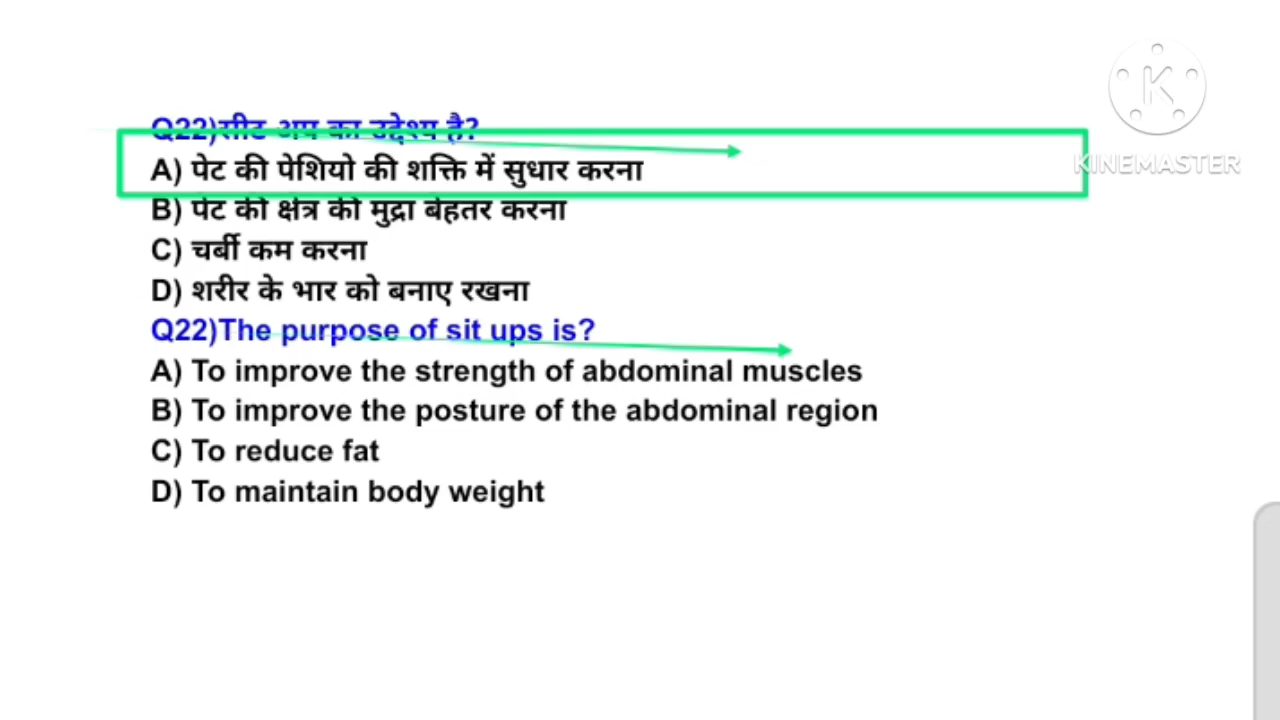 Q22)सीट अप का उद्देश्य है?
A) पेट की पेशियो की शक्ति में सुधार करना
B) पेट की क्षेत्र की मुद्रा बेहतर करना
C) चर्बी कम करना
D) शरीर के भार को बनाए रखना
Q22)The purpose of sit ups is?
A) To improve the strength of abdominal muscles
B) To improve the posture of the abdominal region
C) To reduce fat
D) To maintain body weight
K
KINEMASTER